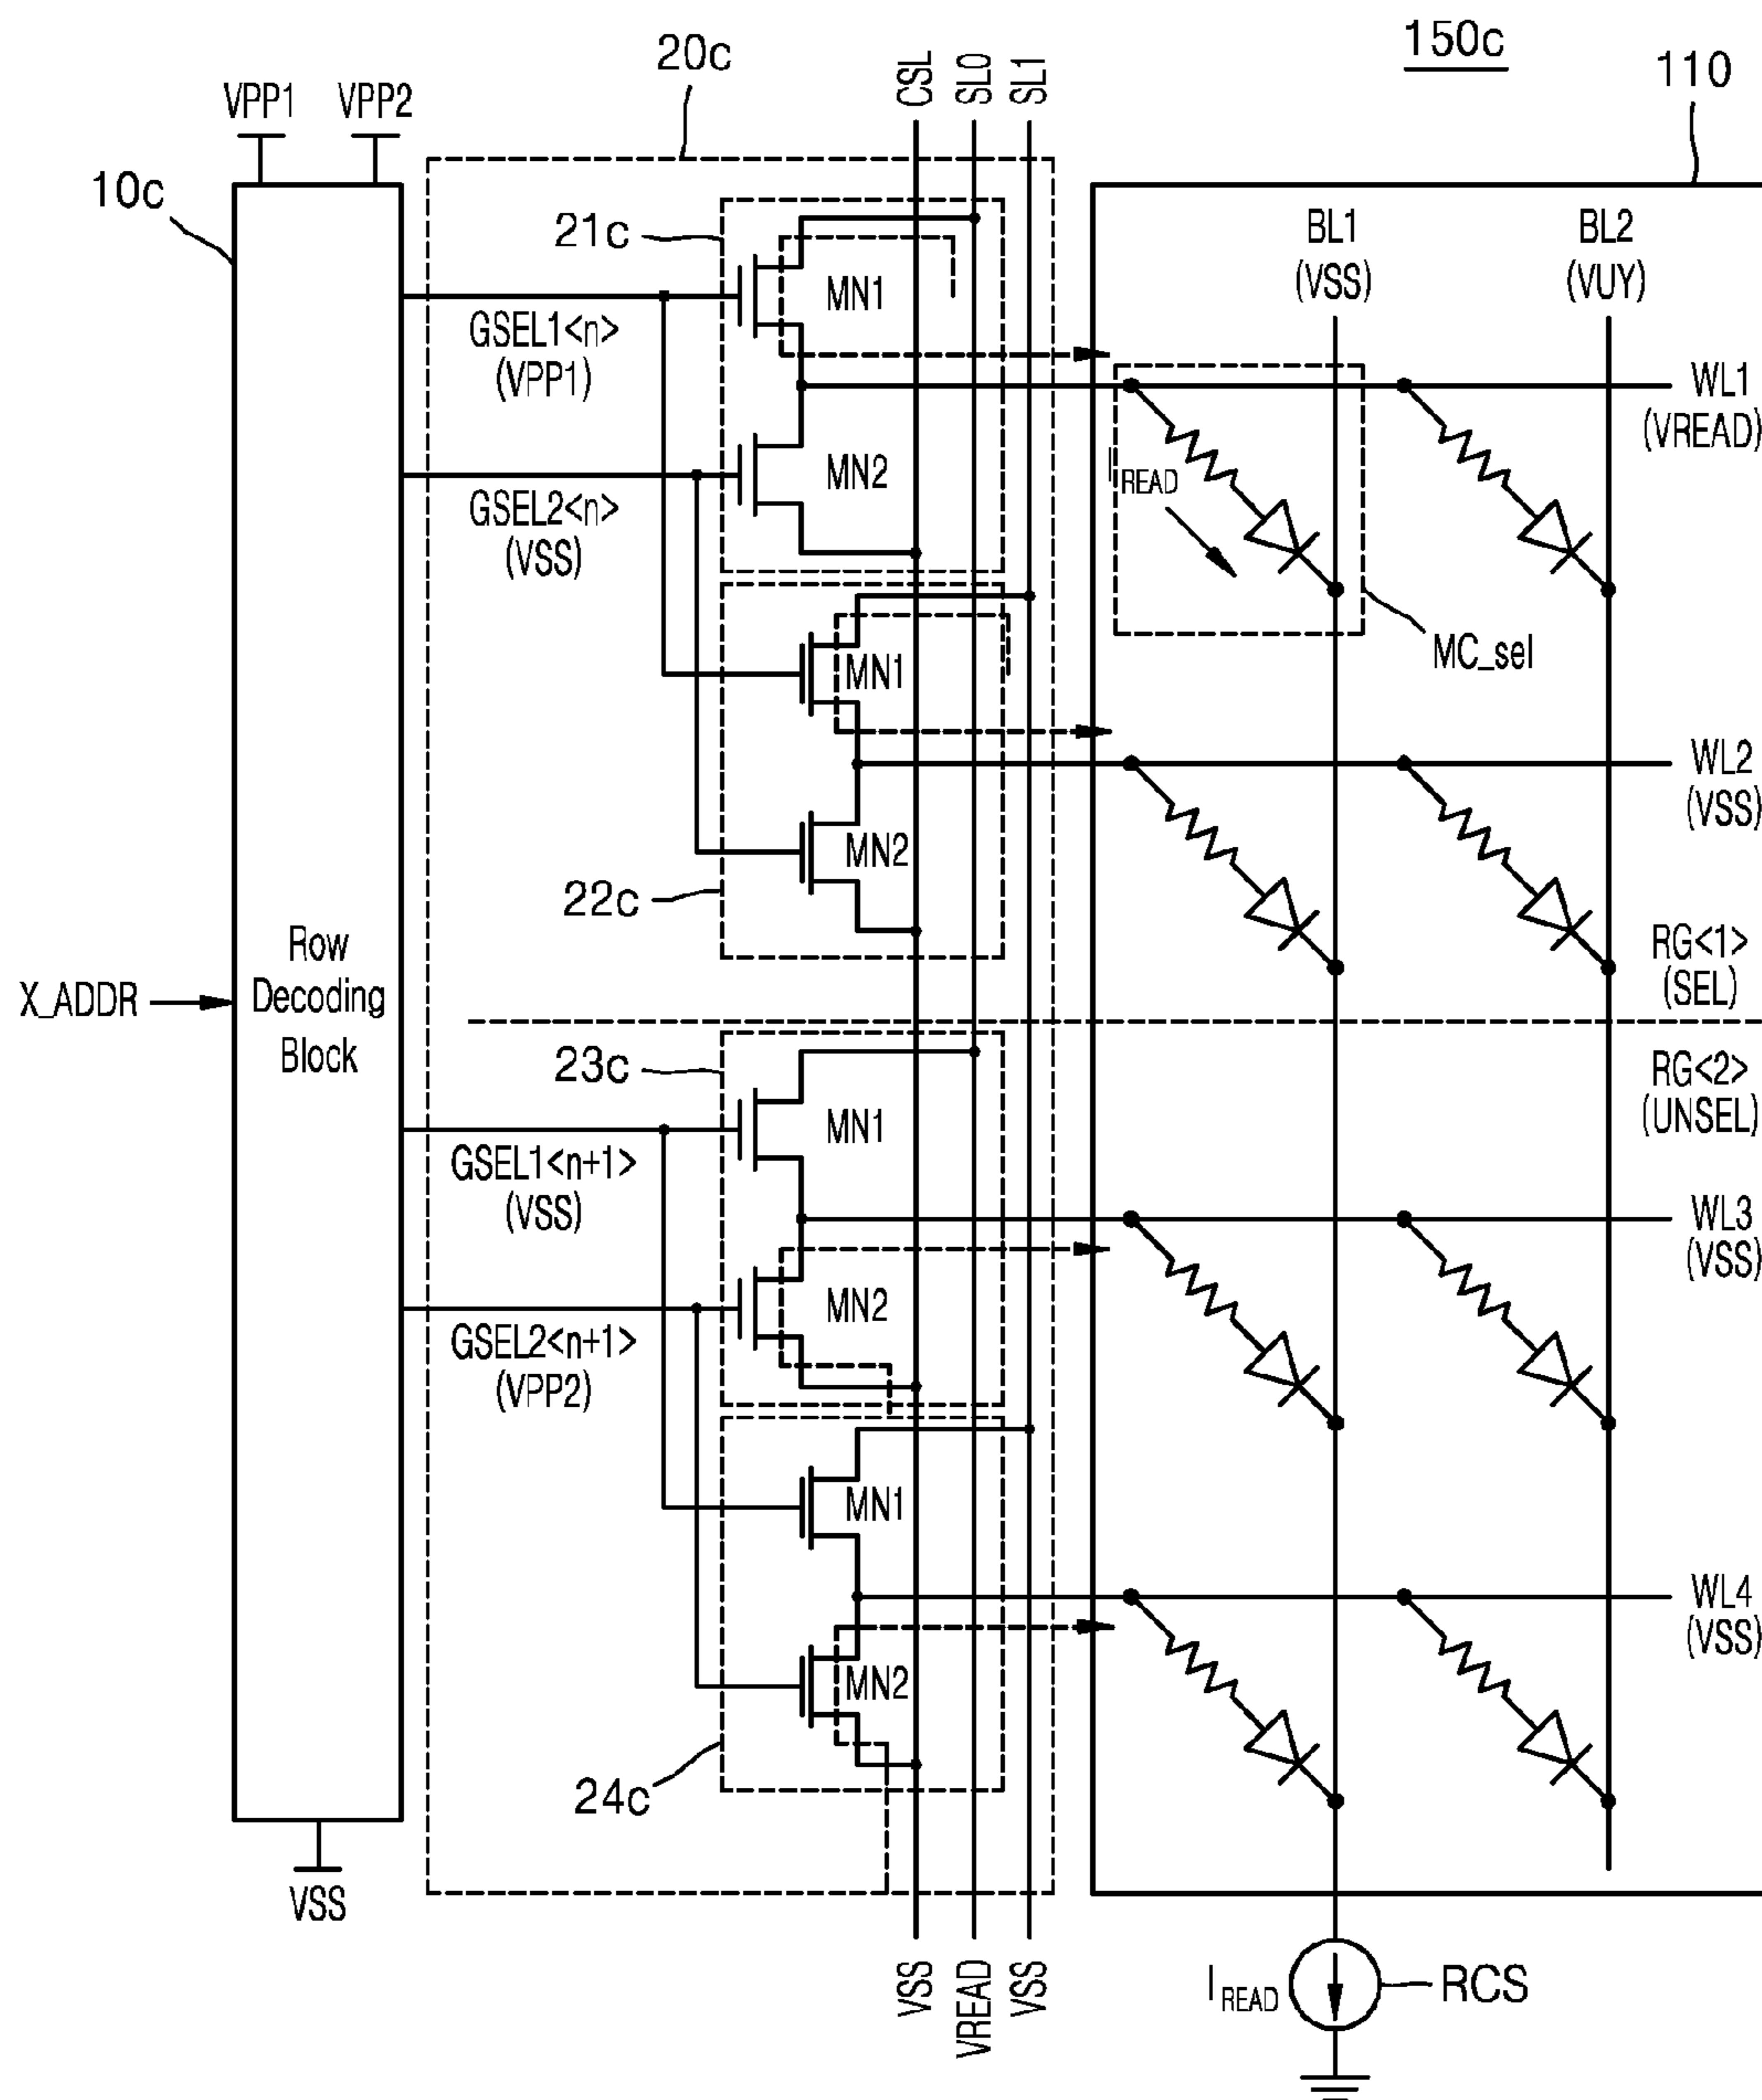 150c
20c
CSL
SL0
SL1
110
VPP1
VPP2
10c
21c
MN1
BL1
(VSS)
BL2
(VUY)
GSEL1<n>
(VPP1)
WL1
(VREAD)
MN2
GSEL2<n>
(VSS)
IREAD
MN1
MC_sel
WL2
(VSS)
MN2
22c
Row
Decoding
Block
X_ADDR
RG<1>
(SEL)
23c
RG<2>
(UNSEL)
MN1
GSEL1<n+1>
(VSS)
WL3
(VSS)
MN2
GSEL2<n+1>
(VPP2)
MN1
WL4
(VSS)
MN2
24c
VSS
VSS
VREAD
VSS
IREAD
RCS